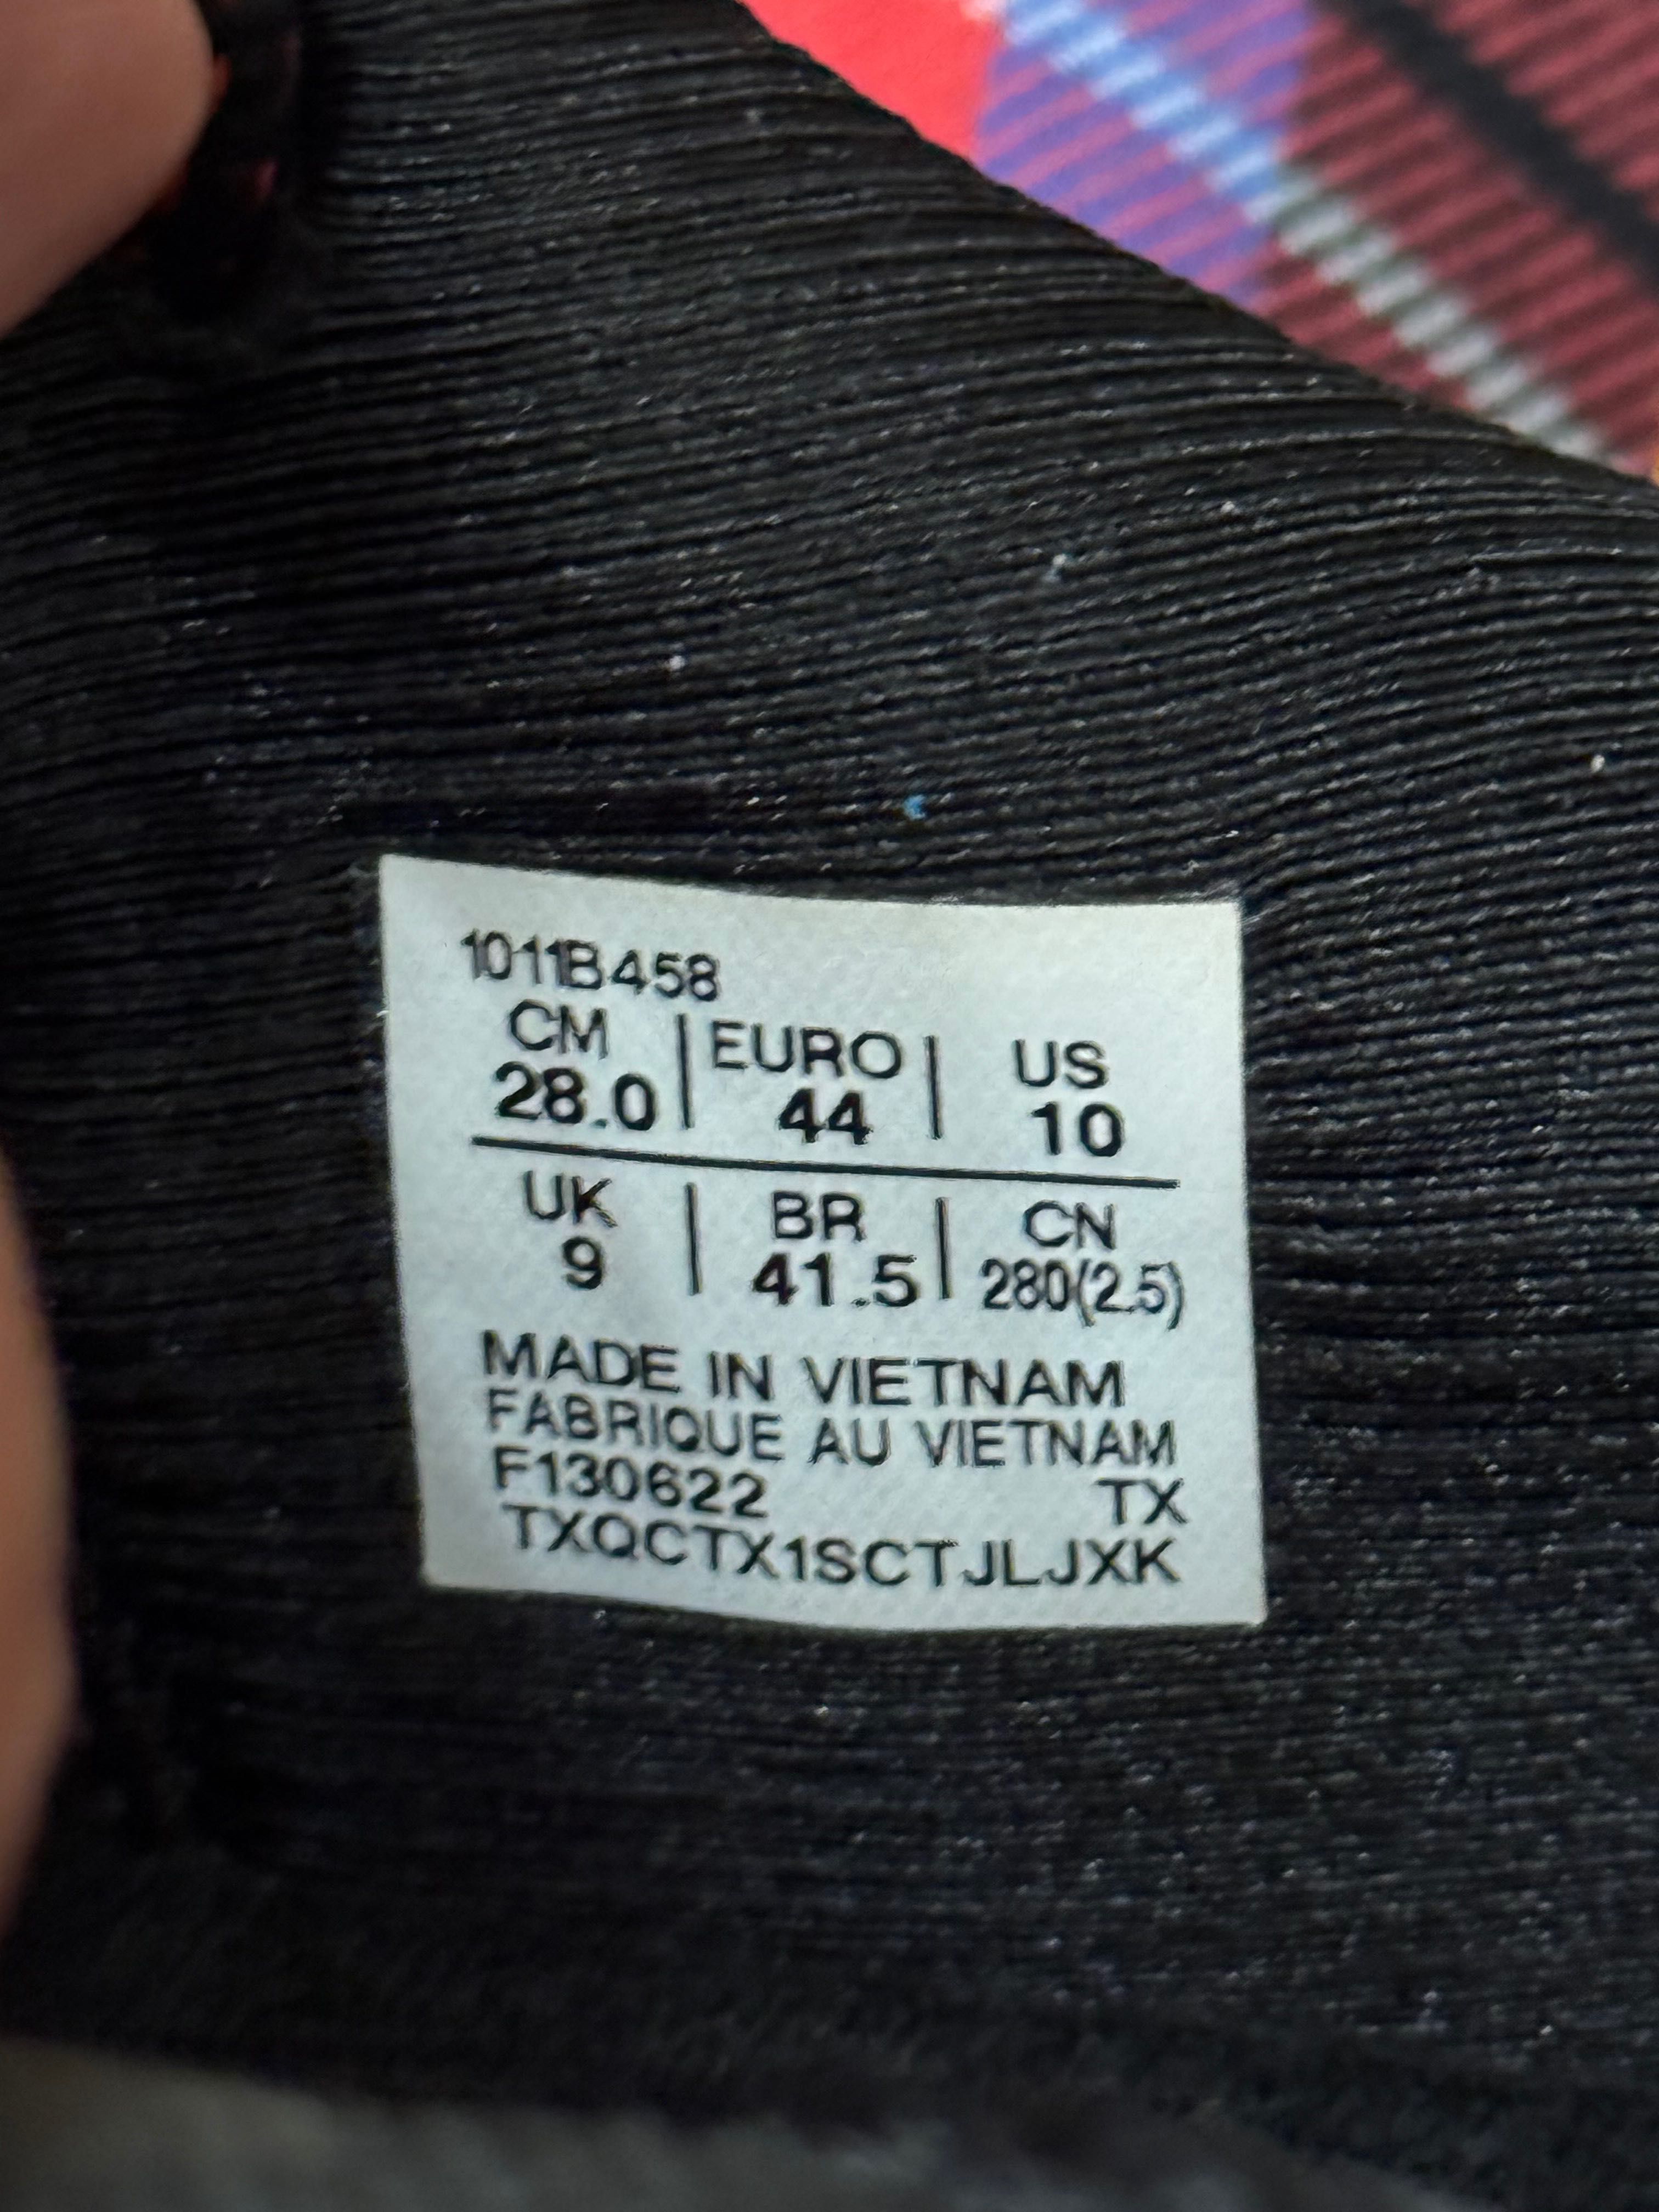 1011B458
CM | EURO | US
28.0 | 44 | 10
UK | BR | CN
9 | 41.5 | 280(2.5)
MADE IN VIETNAM
FABRIQUE AU VIETNAM
F130622 TX
TXQCTX1SCTJLJXK